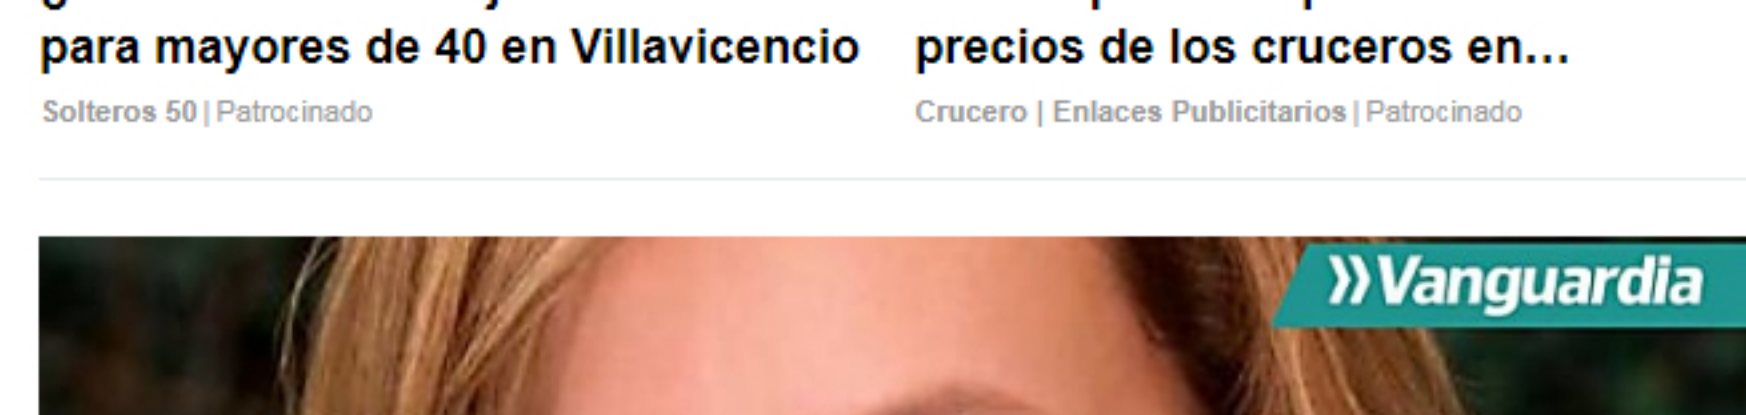 para mayores de 40 en Villavicencio
precios de los cruceros en...
Solteros 50 | Patrocinado
Crucero | Enlaces Publicitarios | Patrocinado
Vanguardia